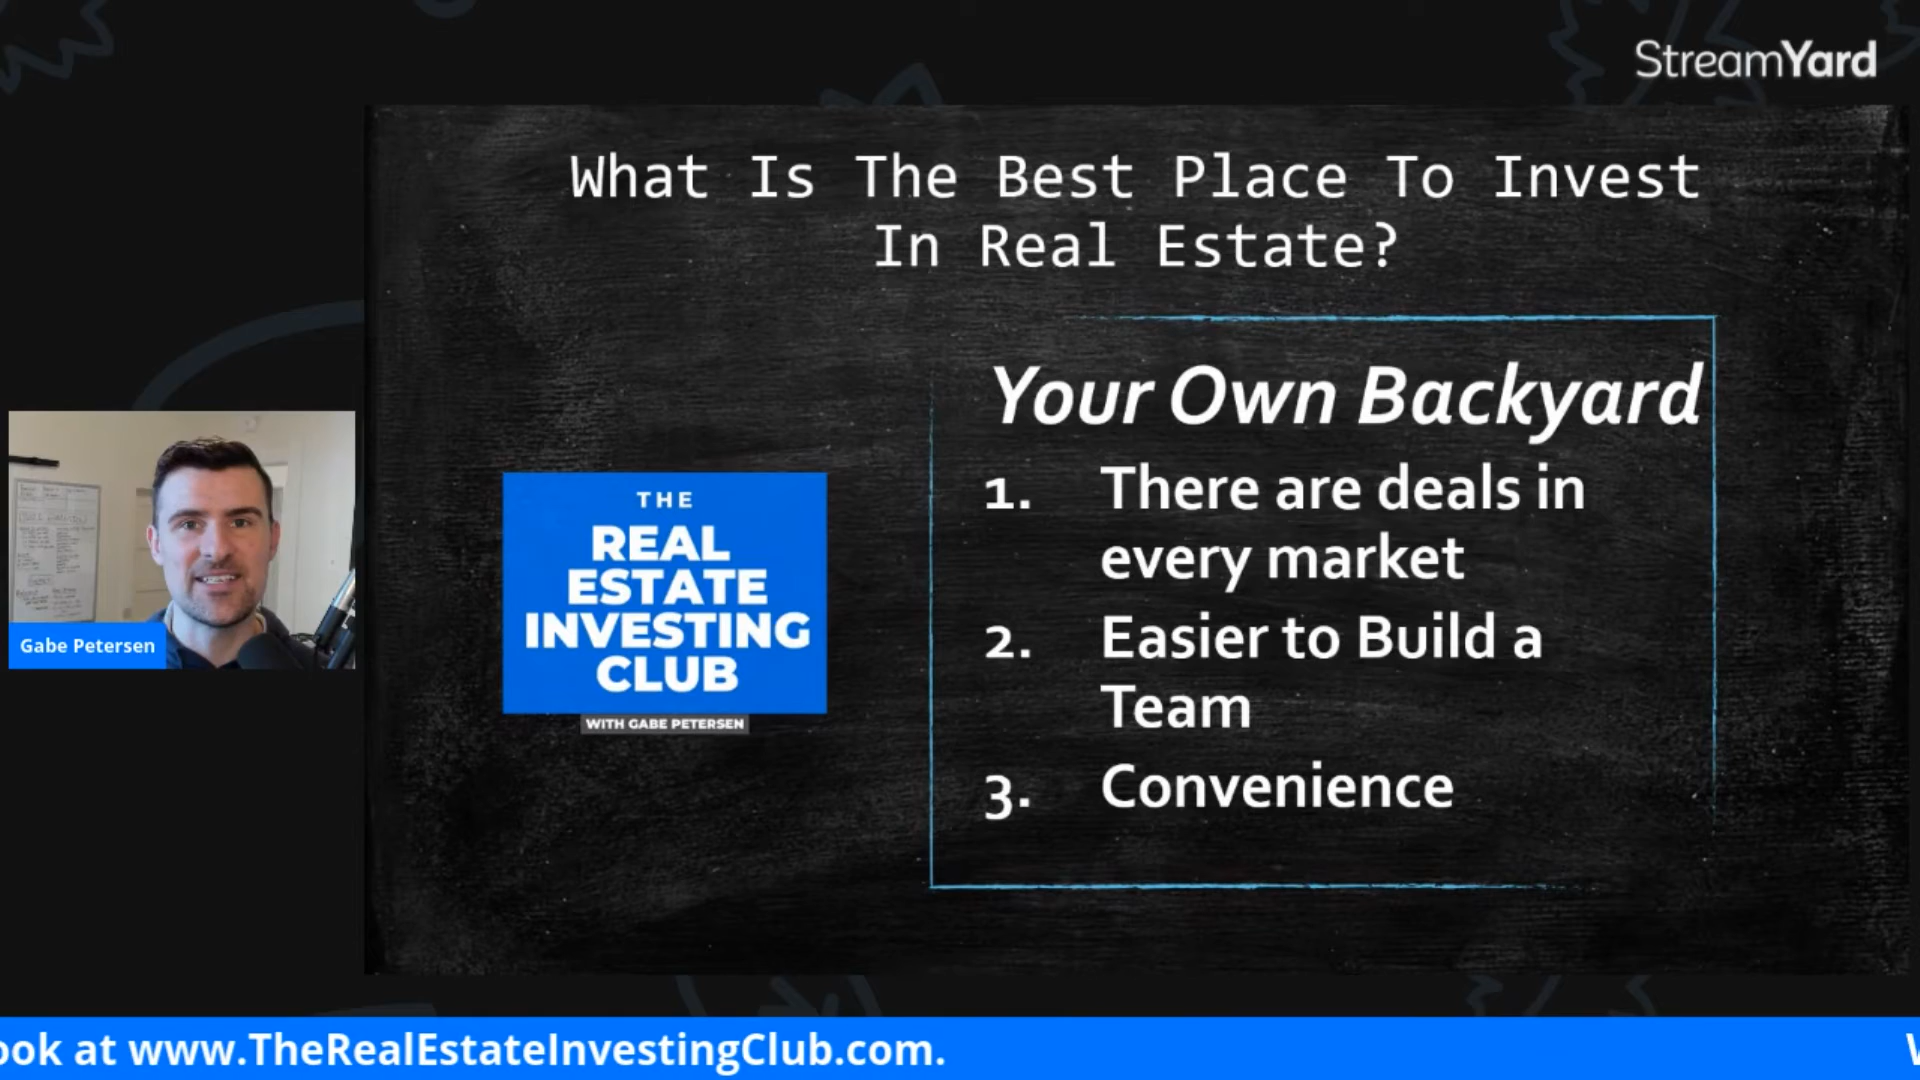 StreamYard
What Is The Best Place To Invest
In Real Estate?
Your Own Backyard
1. There are deals in
every market
2. Easier to Build a
Team
3. Convenience
THE
REAL
ESTATE
INVESTING
CLUB
WITH GABE PETERSEN
Gabe Petersen
ook at www.TheRealEstateInvestingClub.com.